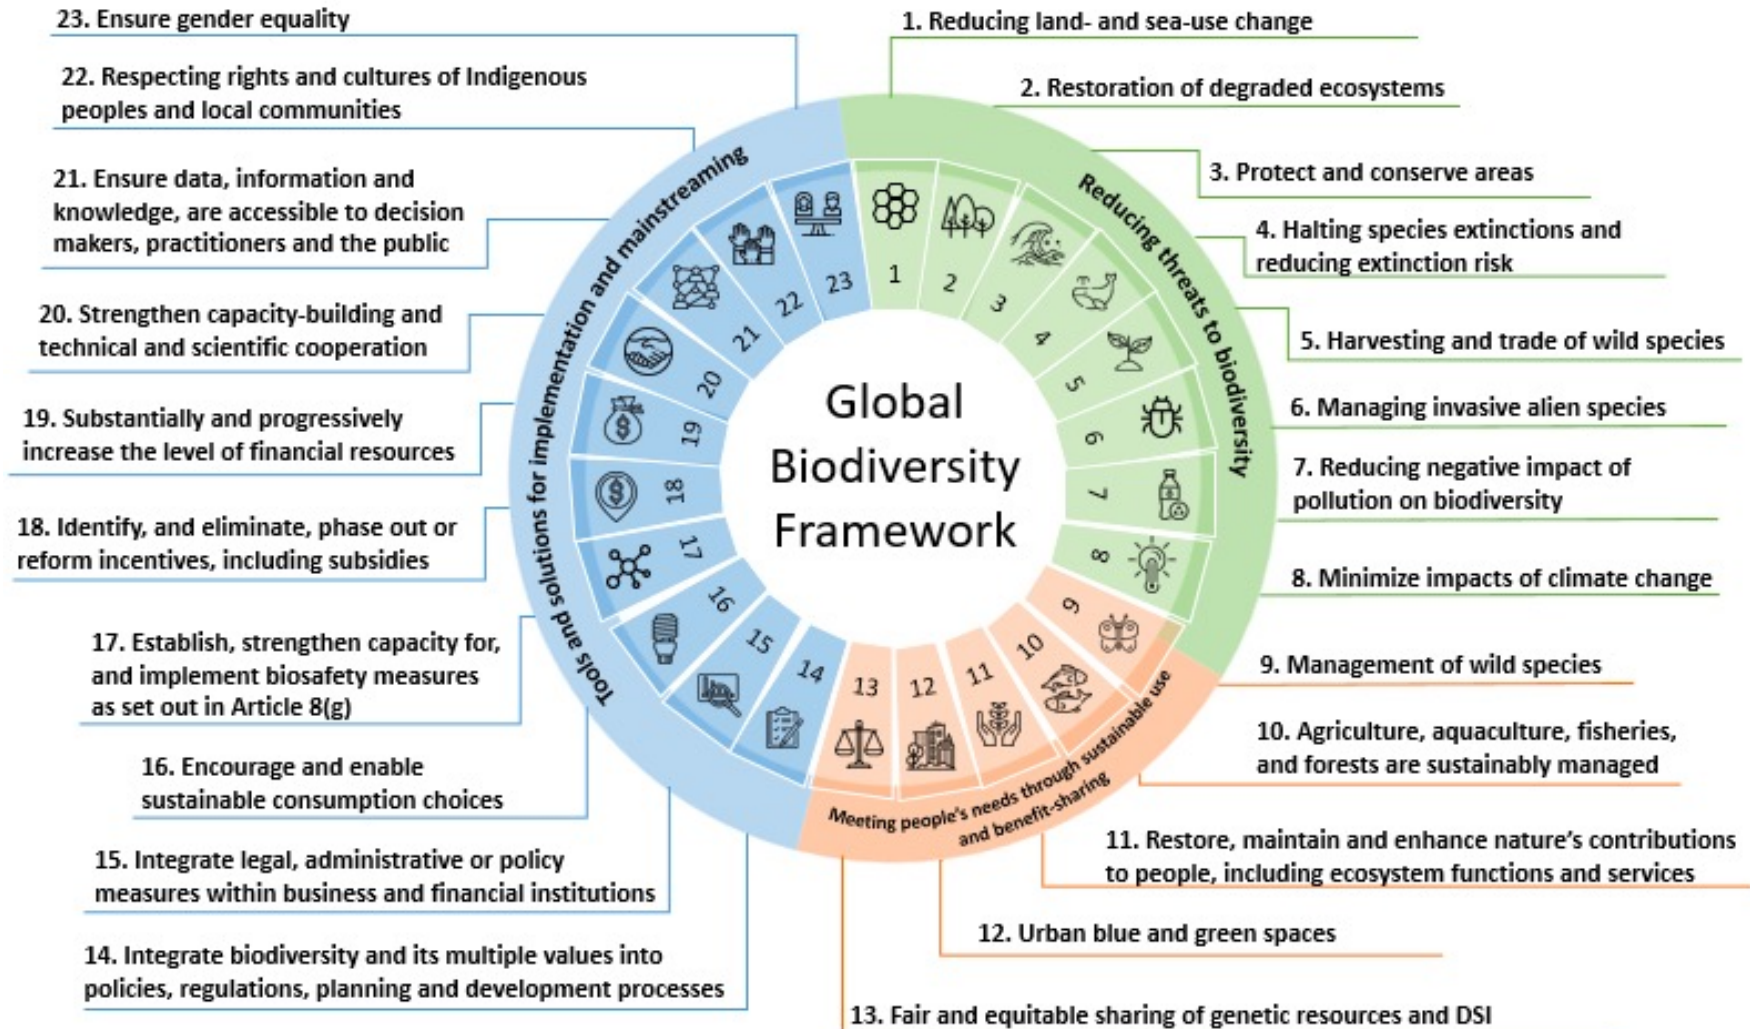 23. Ensure gender equality
22. Respecting rights and cultures of Indigenous
peoples and local communities
21. Ensure data, information and
knowledge, are accessible to decision
makers, practitioners and the public
20. Strengthen capacity-building and
technical and scientific cooperation
19. Substantially and progressively
increase the level of financial resources
18. Identify, and eliminate, phase out or
reform incentives, including subsidies
17. Establish, strengthen capacity for,
and implement biosafety measures
as set out in Article 8(g)
16. Encourage and enable
sustainable consumption choices
15. Integrate legal, administrative or policy
measures within business and financial institutions
14. Integrate biodiversity and its multiple values into
policies, regulations, planning and development processes
1. Reducing land- and sea-use change
2. Restoration of degraded ecosystems
3. Protect and conserve areas
4. Halting species extinctions and
reducing extinction risk
5. Harvesting and trade of wild species
6. Managing invasive alien species
7. Reducing negative impact of
pollution on biodiversity
8. Minimize impacts of climate change
9. Management of wild species
10. Agriculture, aquaculture, fisheries,
and forests are sustainably managed
11. Restore, maintain and enhance nature's contributions
to people, including ecosystem functions and services
12. Urban blue and green spaces
13. Fair and equitable sharing of genetic resources and DSI
Tools and solutions for implementation and mainstreaming
Reducing threats to biodiversity
Meeting people's needs through sustainable use
and benefit-sharing
Global
Biodiversity
Framework
1
2
3
4
5
6
7
8
9
10
11
12
13
14
15
16
17
18
19
20
21
22
23
$
$